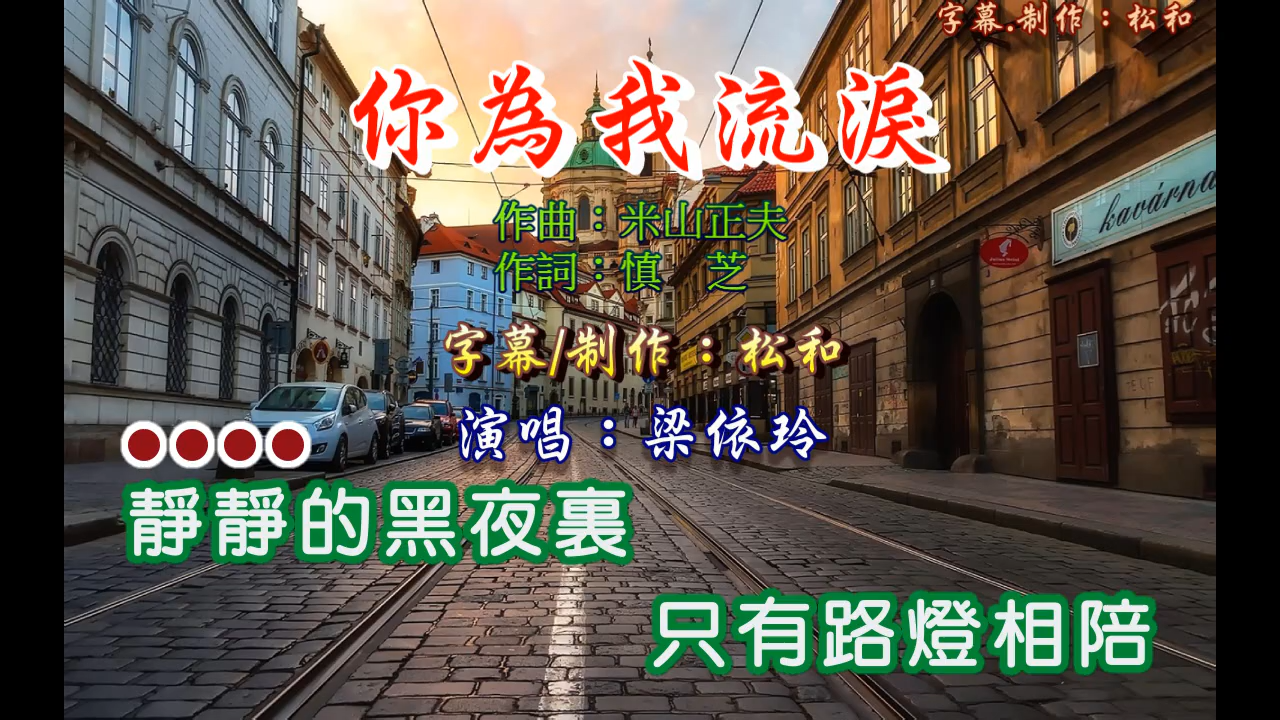 字幕.制作：松和
你為我流淚
作曲：米山正夫
作詞：慎　芝
字幕/制作：松和
演唱：梁依玲
kavárna
靜靜的黑夜裏
只有路燈相陪